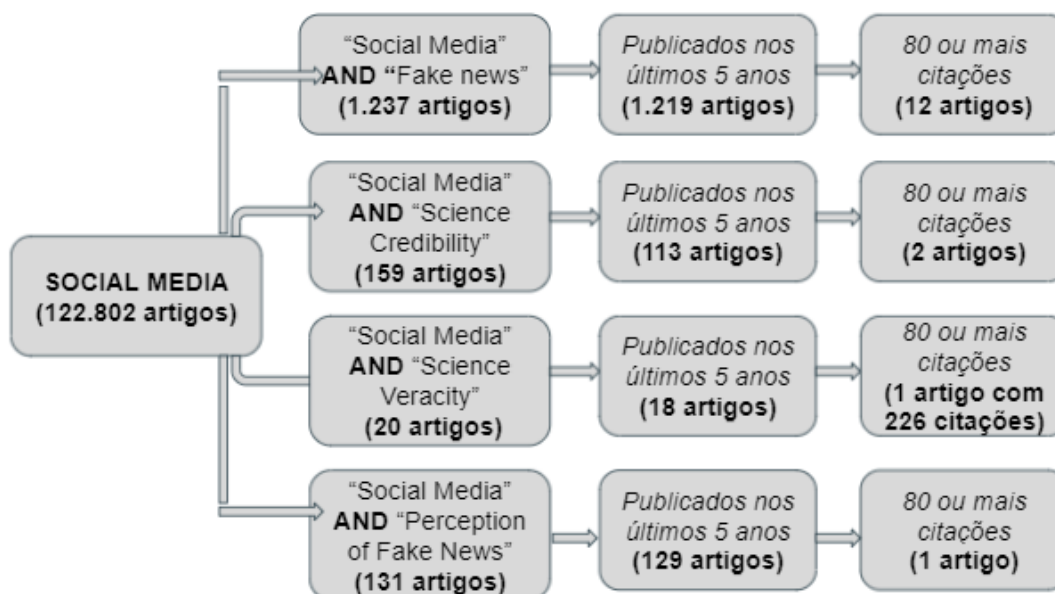 “Social Media”
AND “Fake news”
(1.237 artigos)
Publicados nos
últimos 5 anos
(1.219 artigos)
80 ou mais
citações
(12 artigos)
“Social Media”
AND “Science
Credibility”
(159 artigos)
Publicados nos
últimos 5 anos
(113 artigos)
80 ou mais
citações
(2 artigos)
SOCIAL MEDIA
(122.802 artigos)
“Social Media”
AND “Science
Veracity”
(20 artigos)
Publicados nos
últimos 5 anos
(18 artigos)
80 ou mais
citações
(1 artigo com
226 citações)
“Social Media”
AND “Perception
of Fake News”
(131 artigos)
Publicados nos
últimos 5 anos
(129 artigos)
80 ou mais
citações
(1 artigo)